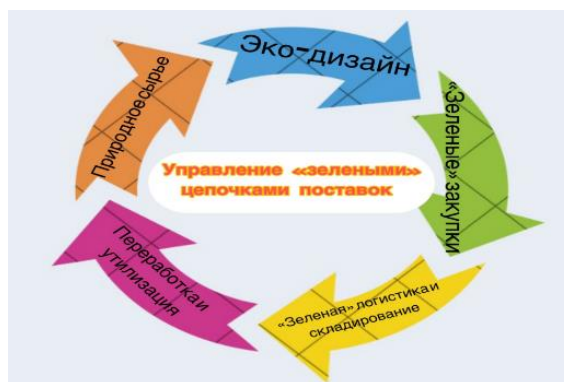 Эко-дизайн
«Зеленые» закупки
«Зеленая» логистика и
складирование
Переработка и
утилизация
Природное сырье
Управление «зелеными»
цепочками поставок